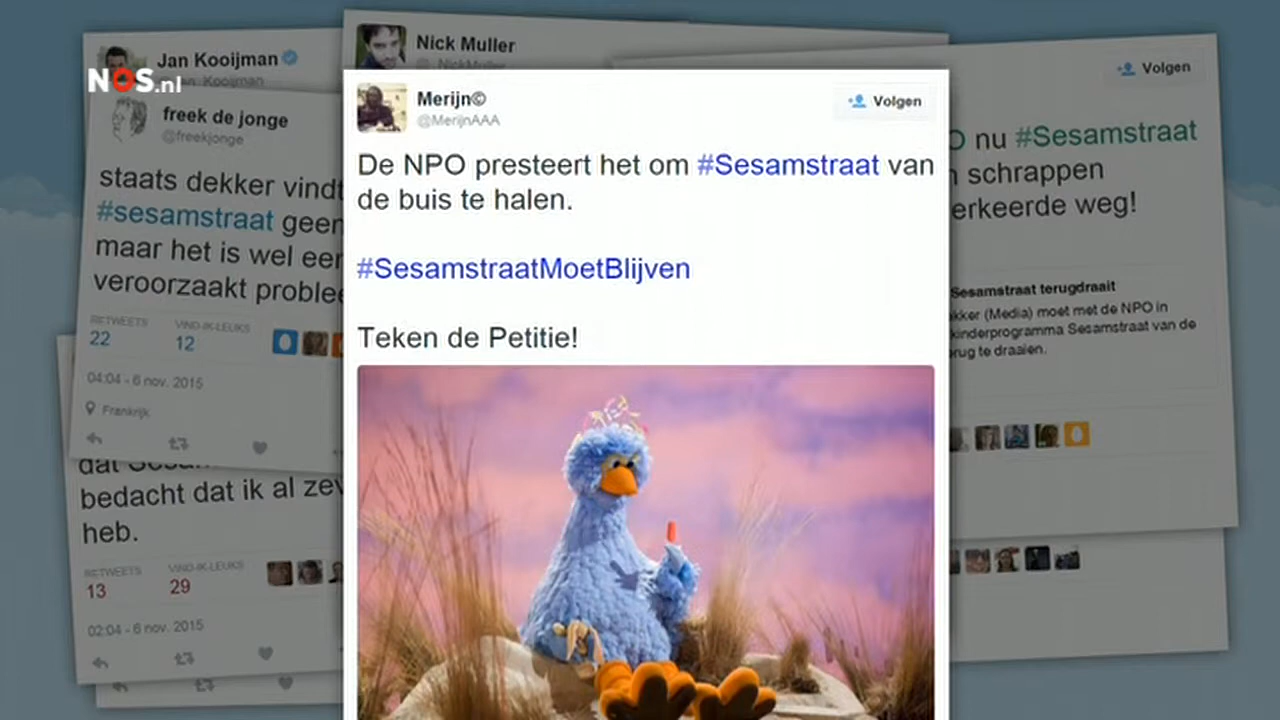 NOS.nl
Jan Kooijman
freek de jonge
@freekjonge
staats dekker vindt
#sesamstraat geen
maar het is wel een
veroorzaakt
RETWEETS
VIND-IK-LEUKS
22
12
04:04 - 6 nov. 2015
Frankrijk
dat
bedacht dat ik al
heb.
RETWEETS
VIND-IK-LEUKS
13
29
02:04 - 6 nov. 2015
Nick Muller
Merijn©
@MerijnAAA
Volgen
De NPO presteert het om #Sesamstraat van
de buis te halen.
#SesamstraatMoetBlijven
Teken de Petitie!
Volgen
nu #Sesamstraat
schrappen
erkeerde weg!
Sesamstraat terugdraait
kker (Media) moet met de NPO in
kinderprogramma Sesamstraat van de
rug te draaien.